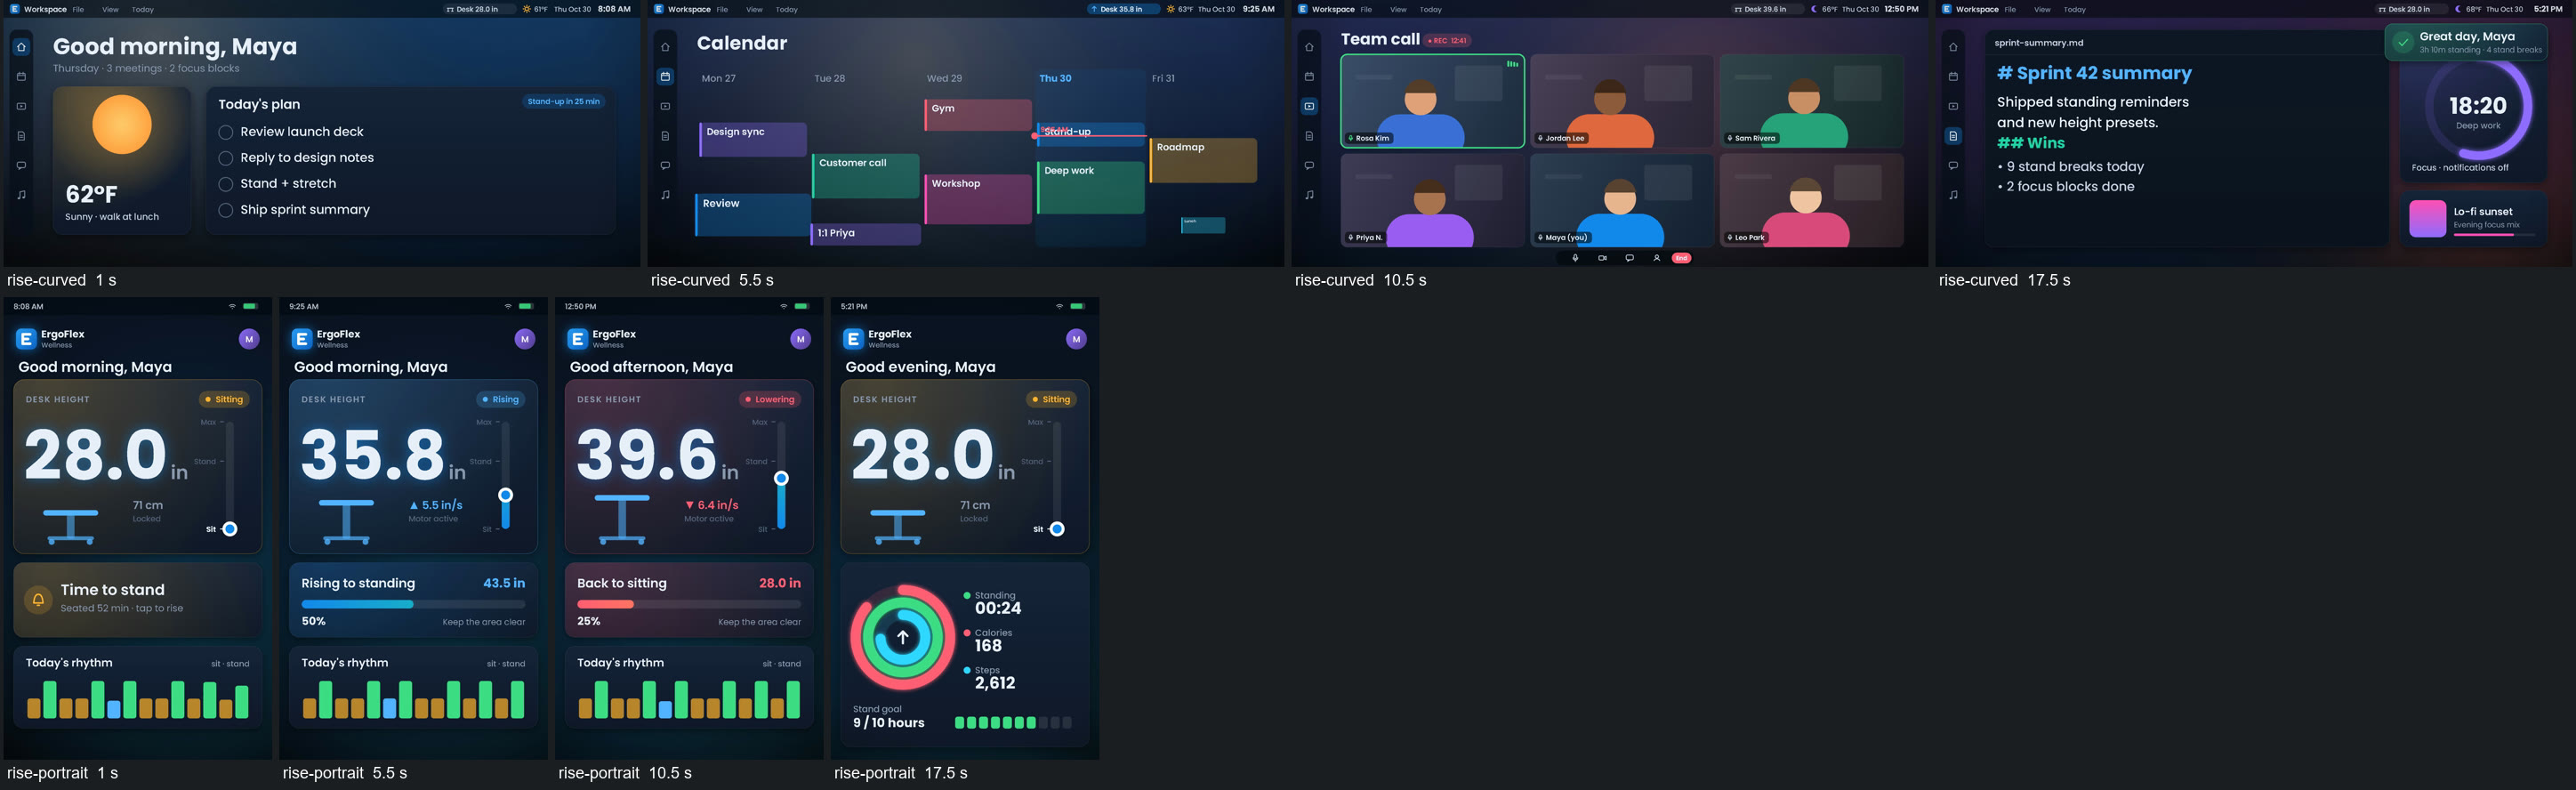 Workspace File View Today Desk 28.0 in 61°F Thu Oct 30 8:08 AM
Good morning, Maya
Thursday · 3 meetings · 2 focus blocks
62°F
Sunny · walk at lunch
Today's plan
Stand-up in 25 min
Review launch deck
Reply to design notes
Stand + stretch
Ship sprint summary
rise-curved 1 s
Workspace File View Today ↑ Desk 35.8 in 63°F Thu Oct 30 9:25 AM
Calendar
Mon 27 Tue 28 Wed 29 Thu 30 Fri 31
Gym
Design sync
Stand-up
Roadmap
Customer call
Deep work
Workshop
Review
1:1 Priya
Lunch
rise-curved 5.5 s
Workspace File View Today Desk 39.6 in 66°F Thu Oct 30 12:50 PM
Team call
REC 12:41
Rosa Kim
Jordan Lee
Sam Rivera
Priya N.
Maya (you)
Leo Park
End
rise-curved 10.5 s
Workspace File View Today Desk 28.0 in 68°F Thu Oct 30 5:21 PM
sprint-summary.md
# Sprint 42 summary
Shipped standing reminders
and new height presets.
## Wins
• 9 stand breaks today
• 2 focus blocks done
Great day, Maya
3h 10m standing · 4 stand breaks
18:20
Deep work
Focus · notifications off
Lo-fi sunset
Evening focus mix
rise-curved 17.5 s
8:08 AM
E ErgoFlex
Wellness
M
Good morning, Maya
DESK HEIGHT
Sitting
Max
28.0 in
Stand
71 cm
Locked
Sit
Time to stand
Seated 52 min · tap to rise
Today's rhythm
sit · stand
rise-portrait 1 s
9:25 AM
E ErgoFlex
Wellness
M
Good morning, Maya
DESK HEIGHT
Rising
Max
35.8 in
Stand
▲ 5.5 in/s
Motor active
Sit
Rising to standing 43.5 in
50% Keep the area clear
Today's rhythm
sit · stand
rise-portrait 5.5 s
12:50 PM
E ErgoFlex
Wellness
M
Good afternoon, Maya
DESK HEIGHT
Lowering
Max
39.6 in
Stand
▼ 6.4 in/s
Motor active
Sit
Back to sitting 28.0 in
25% Keep the area clear
Today's rhythm
sit · stand
rise-portrait 10.5 s
5:21 PM
E ErgoFlex
Wellness
M
Good evening, Maya
DESK HEIGHT
Sitting
Max
28.0 in
Stand
71 cm
Locked
Sit
Standing
00:24
Calories
168
Steps
2,612
Stand goal
9 / 10 hours
rise-portrait 17.5 s